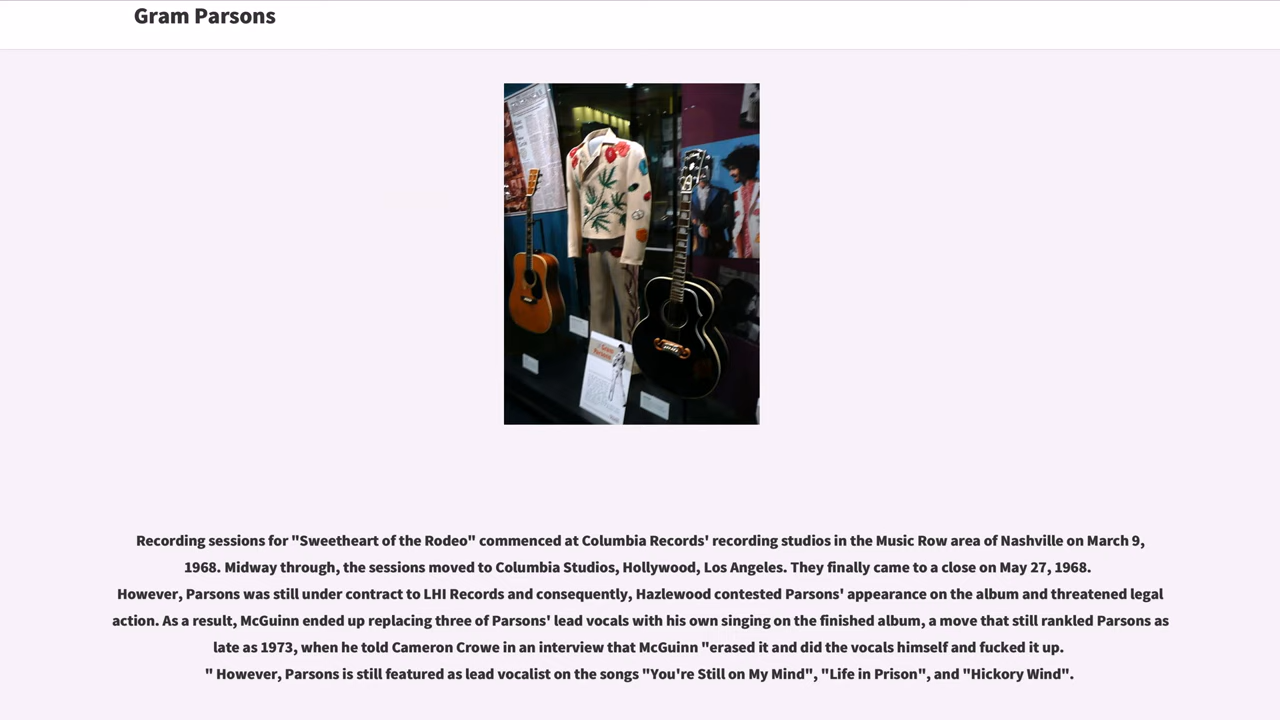 Gram Parsons
Gram
Parsons
Recording sessions for "Sweetheart of the Rodeo" commenced at Columbia Records' recording studios in the Music Row area of Nashville on March 9,
1968. Midway through, the sessions moved to Columbia Studios, Hollywood, Los Angeles. They finally came to a close on May 27, 1968.
However, Parsons was still under contract to LHI Records and consequently, Hazlewood contested Parsons' appearance on the album and threatened legal
action. As a result, McGuinn ended up replacing three of Parsons' lead vocals with his own singing on the finished album, a move that still rankled Parsons as
late as 1973, when he told Cameron Crowe in an interview that McGuinn "erased it and did the vocals himself and fucked it up.
" However, Parsons is still featured as lead vocalist on the songs "You're Still on My Mind", "Life in Prison", and "Hickory Wind".